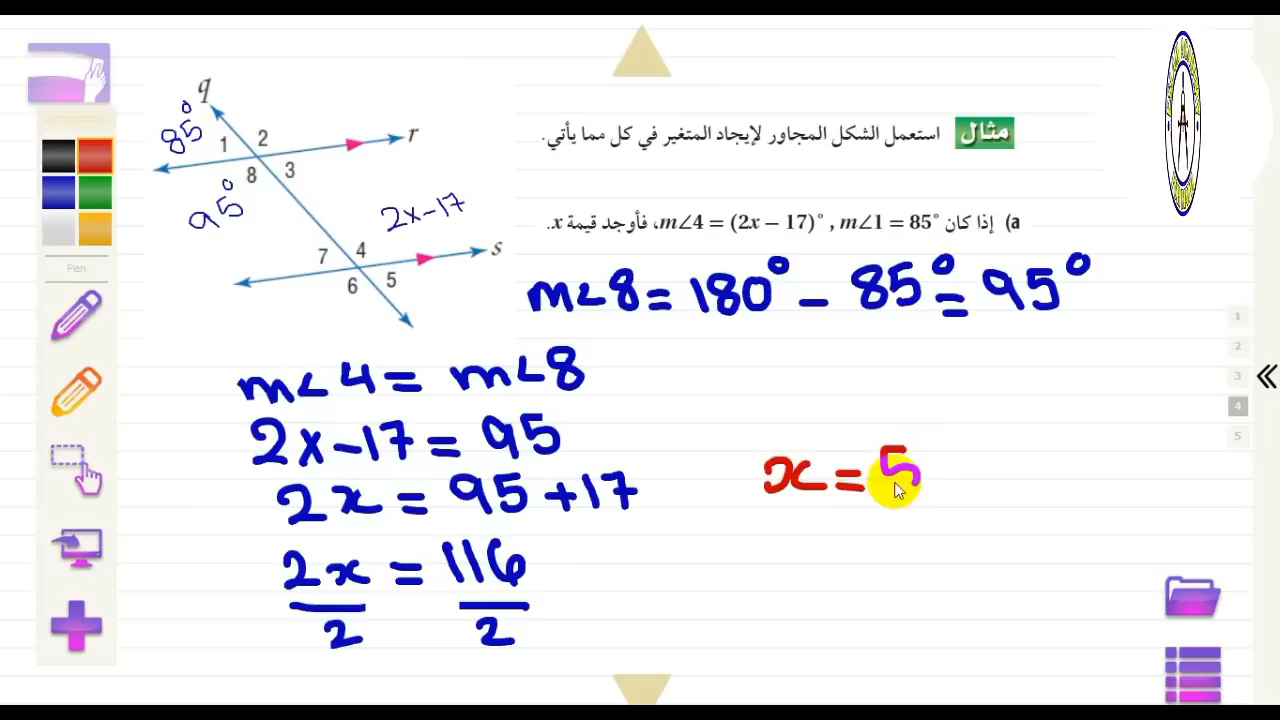 مثال استعمل الشكل المجاور لإيجاد المتغير في كل مما يأتي.
(a إذا كان m∠4 = (2x − 17)° , m∠1 = 85°، فأوجد قيمة x.
q
85°
1 2
r
8 3
95°
2x-17
7 4
s
6 5
m∠8 = 180° - 85° = 95°
m∠4 = m∠8
2x-17 = 95
2x = 95+17
2x = 116
2 2
x = 5
Pen
1
2
3
4
5